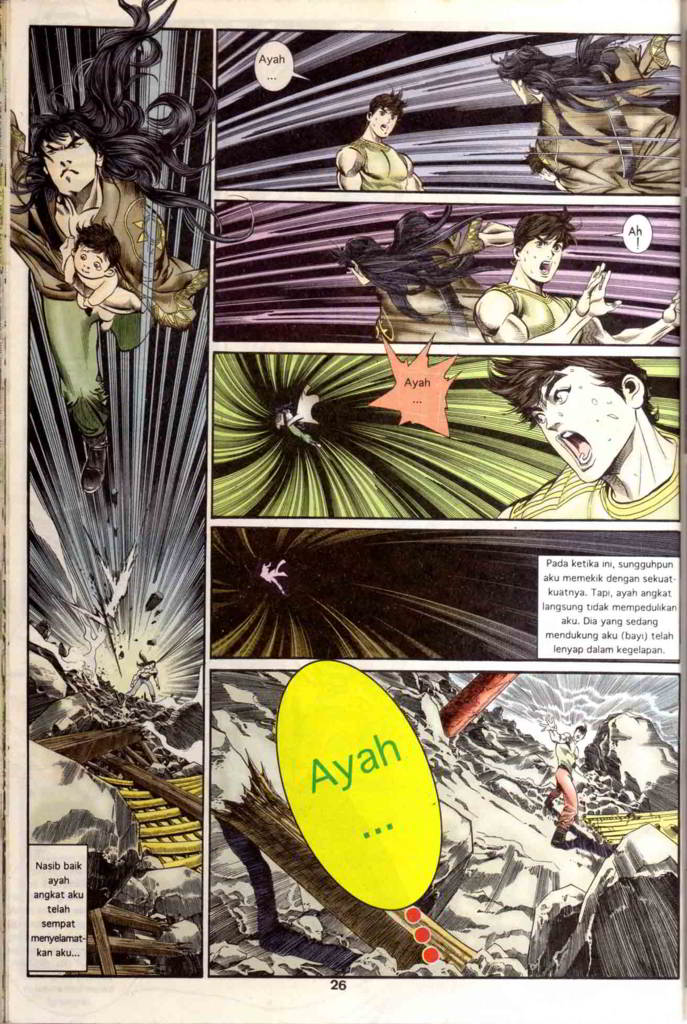 Nasib baik
ayah
angkat aku
telah
sempat
menyelamat-
kan aku...
Ayah
...
Ah
!
Ayah
...
Pada ketika ini, sungguhpun
aku memekik dengan sekuat-
kuatnya. Tapi, ayah angkat
langsung tidak mempedulikan
aku. Dia yang sedang
mendukung aku (bayi) telah
lenyap dalam kegelapan.
Ayah
...
26